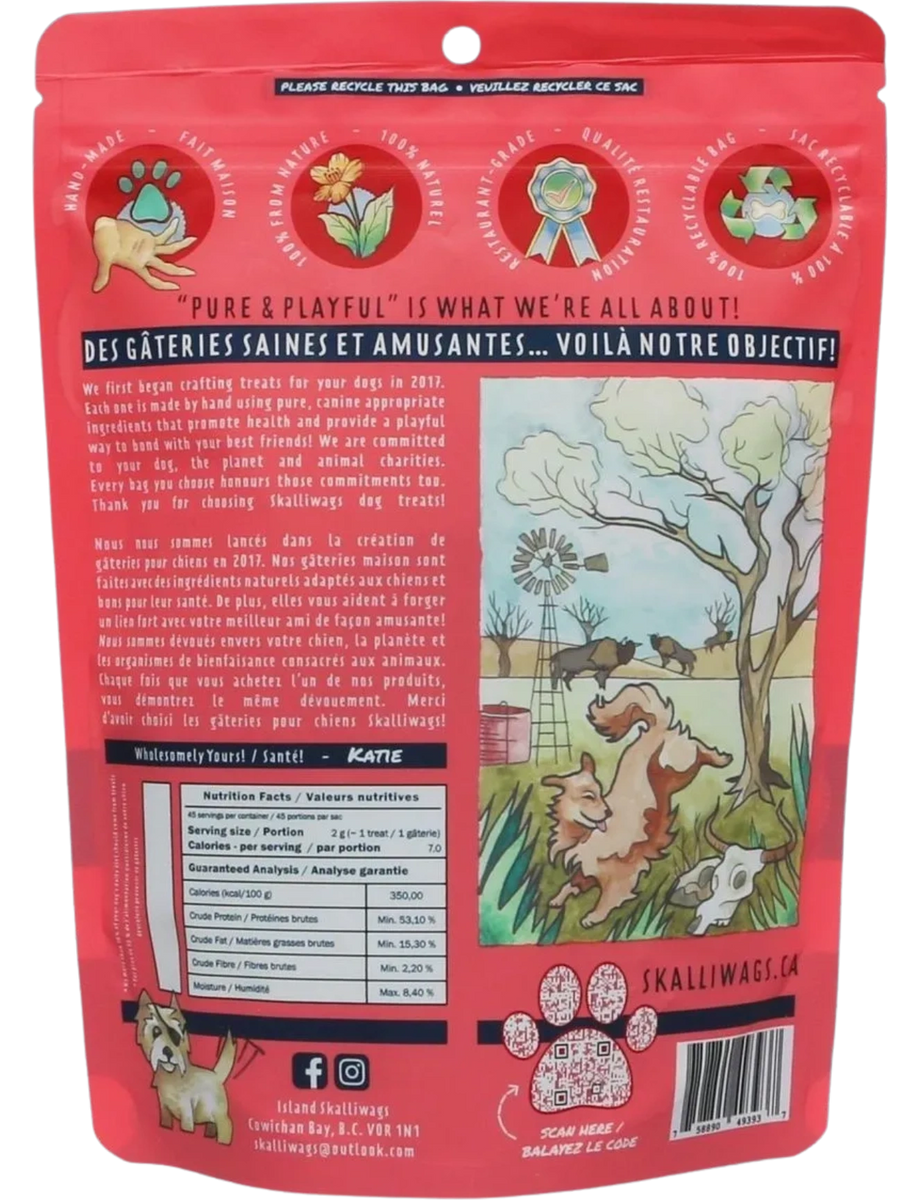 PLEASE RECYCLE THIS BAG • VEUILLEZ RECYCLER CE SAC
HAND-MADE - FAIT MAISON
100% FROM NATURE - 100% NATUREL
RESTAURANT-GRADE - QUALITÉ RESTAURATION
100% RECYCLABLE BAG - SAC RECYCLABLE À 100 %
“PURE & PLAYFUL” IS WHAT WE’RE ALL ABOUT!
DES GÂTERIES SAINES ET AMUSANTES... VOILÀ NOTRE OBJECTIF!
We first began crafting treats for your dogs in 2017.
Each one is made by hand using pure, canine appropriate
ingredients that promote health and provide a playful
way to bond with your best friends! We are committed
to your dog, the planet and animal charities.
Every bag you choose honours those commitments too.
Thank you for choosing Skalliwags dog treats!
Nous nous sommes lancés dans la création de
gâteries pour chiens en 2017. Nos gâteries maison sont
faites avec des ingrédients naturels adaptés aux chiens et
bons pour leur santé. De plus, elles vous aident à forger
un lien fort avec votre meilleur ami de façon amusante!
Nous sommes dévoués envers votre chien, la planète et
les organismes de bienfaisance consacrés aux animaux.
Chaque fois que vous achetez l’un de nos produits,
vous démontrez le même dévouement. Merci
d’avoir choisi les gâteries pour chiens Skalliwags!
Wholesomely Yours! / Santé! - KATIE
Nutrition Facts / Valeurs nutritives
45 servings per container / 45 portions par sac
Serving size / Portion 2 g (~ 1 treat / 1 gâterie)
Calories - per serving / par portion 7.0
Guaranteed Analysis / Analyse garantie
Calories (kcal/100 g) 350,00
Crude Protein / Protéines brutes Min. 53,10 %
Crude Fat / Matières grasses brutes Min. 15,30 %
Crude Fibre / Fibres brutes Min. 2,20 %
Moisture / Humidité Max. 8,40 %
SKALLIWAGS.CA
Island Skalliwags
Cowichan Bay, B.C. V0R 1N1
skalliwags@outlook.com
SCAN HERE /
BALAYEZ LE CODE
7 58890 49393 7